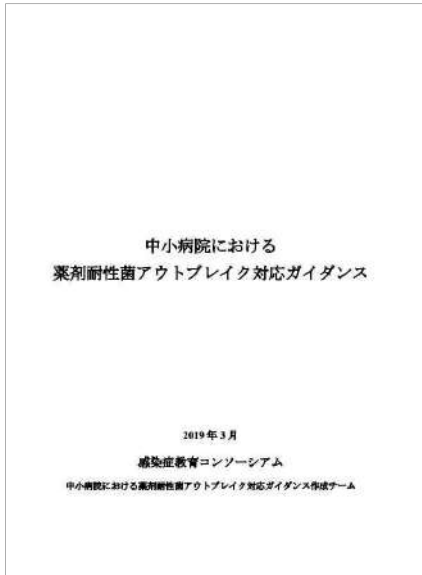 中小病院における
薬剤耐性菌アウトブレイク対応ガイダンス
2019年3月
感染症教育コンソーシアム
中小病院における薬剤耐性菌アウトブレイク対応ガイダンス作成チーム